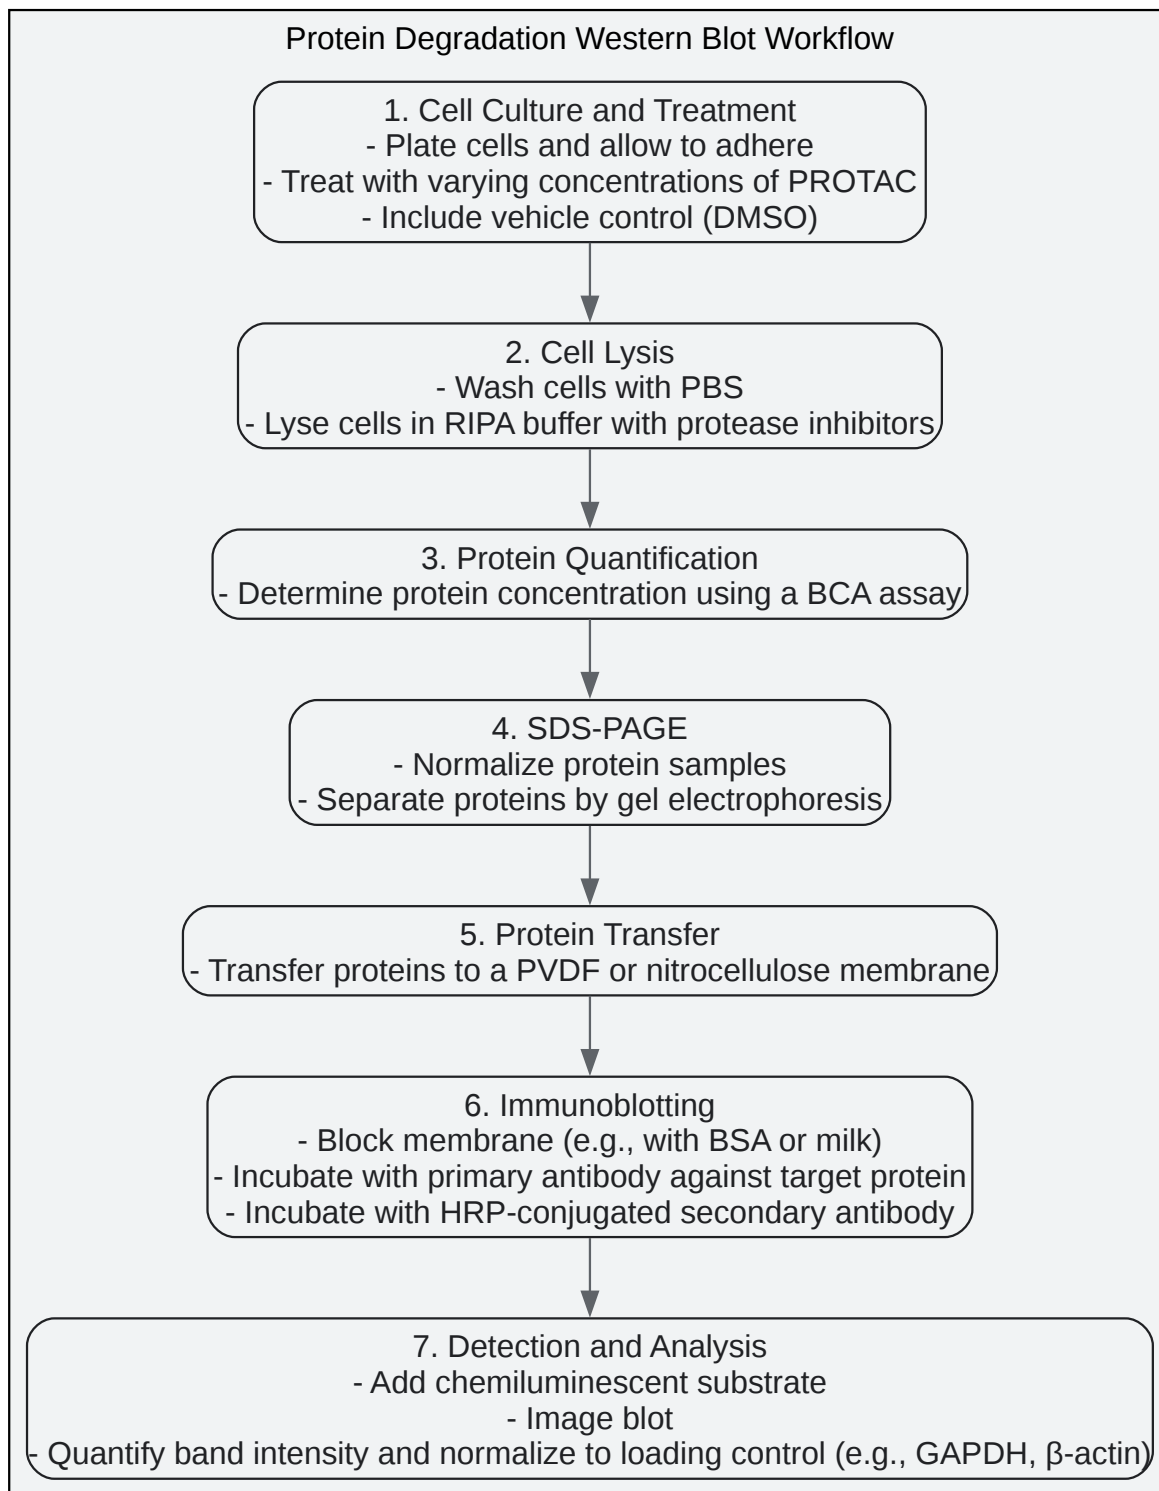 Protein Degradation Western Blot Workflow
1. Cell Culture and Treatment
- Plate cells and allow to adhere
- Treat with varying concentrations of PROTAC
- Include vehicle control (DMSO)
2. Cell Lysis
- Wash cells with PBS
- Lyse cells in RIPA buffer with protease inhibitors
3. Protein Quantification
- Determine protein concentration using a BCA assay
4. SDS-PAGE
- Normalize protein samples
- Separate proteins by gel electrophoresis
5. Protein Transfer
- Transfer proteins to a PVDF or nitrocellulose membrane
6. Immunoblotting
- Block membrane (e.g., with BSA or milk)
- Incubate with primary antibody against target protein
- Incubate with HRP-conjugated secondary antibody
7. Detection and Analysis
- Add chemiluminescent substrate
- Image blot
- Quantify band intensity and normalize to loading control (e.g., GAPDH, β-actin)